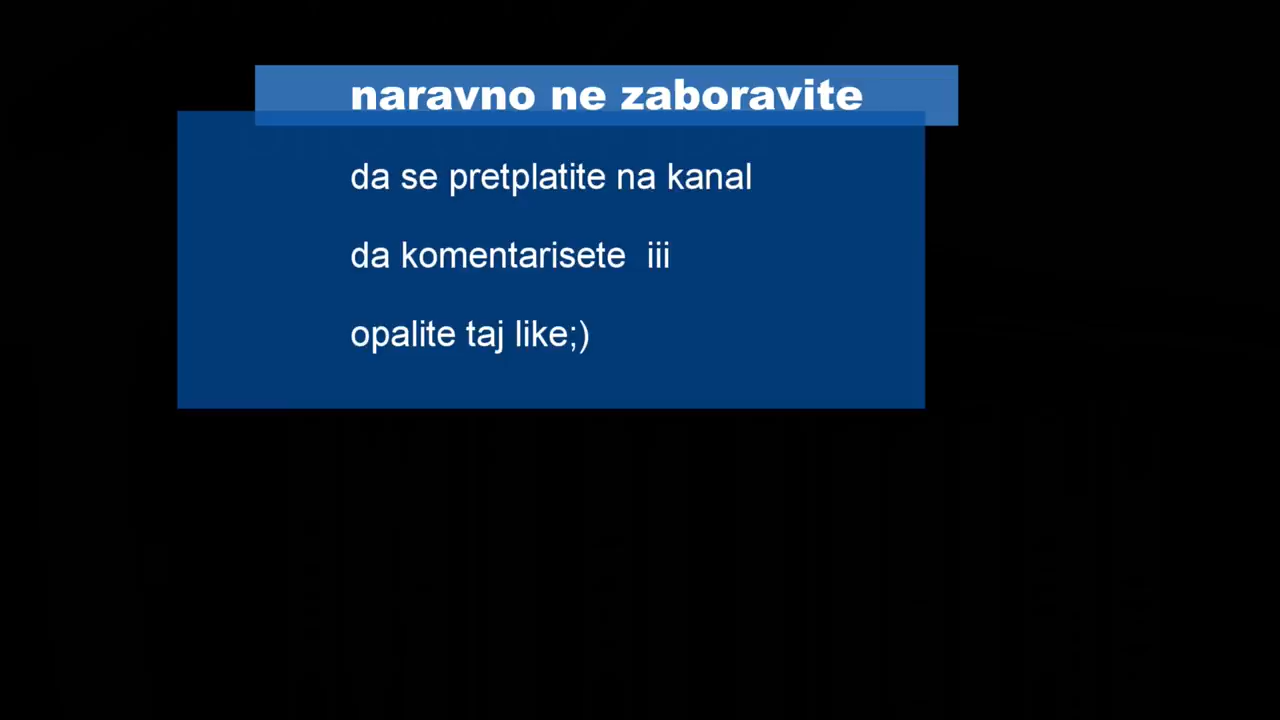 naravno ne zaboravite
da se pretplatite na kanal
da komentarisete  iii
opalite taj like;)